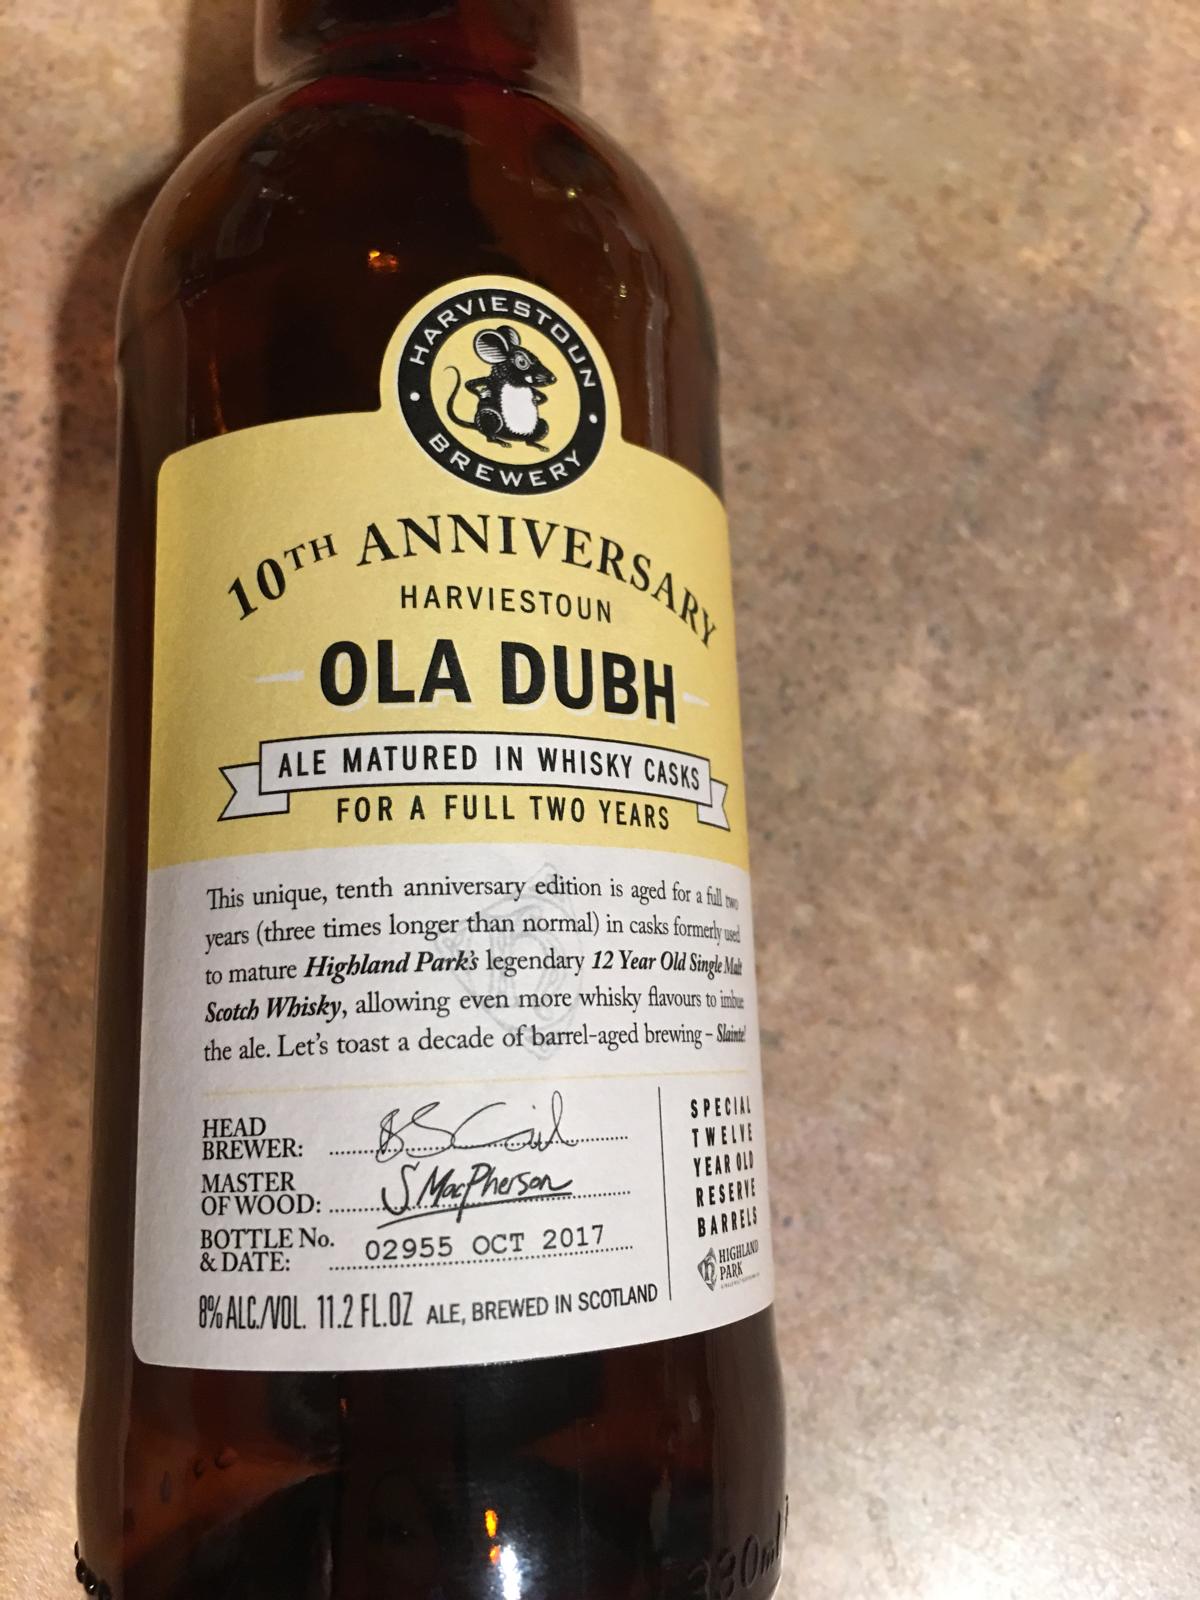 HARVIESTOUN
BREWERY
10TH ANNIVERSARY
HARVIESTOUN
OLA DUBH
ALE MATURED IN WHISKY CASKS
FOR A FULL TWO YEARS
This unique, tenth anniversary edition is aged for a full two
years (three times longer than normal) in casks formerly used
to mature Highland Park's legendary 12 Year Old Single Malt
Scotch Whisky, allowing even more whisky flavours to imbue
the ale. Let's toast a decade of barrel-aged brewing - Slainte!
HEAD
BREWER:
MASTER
OF WOOD: S MacPherson
BOTTLE No.
& DATE: 02955 OCT 2017
SPECIAL
TWELVE
YEAR OLD
RESERVE
BARRELS
HIGHLAND
PARK
8% ALC./VOL. 11.2 FL.OZ ALE, BREWED IN SCOTLAND
330ml